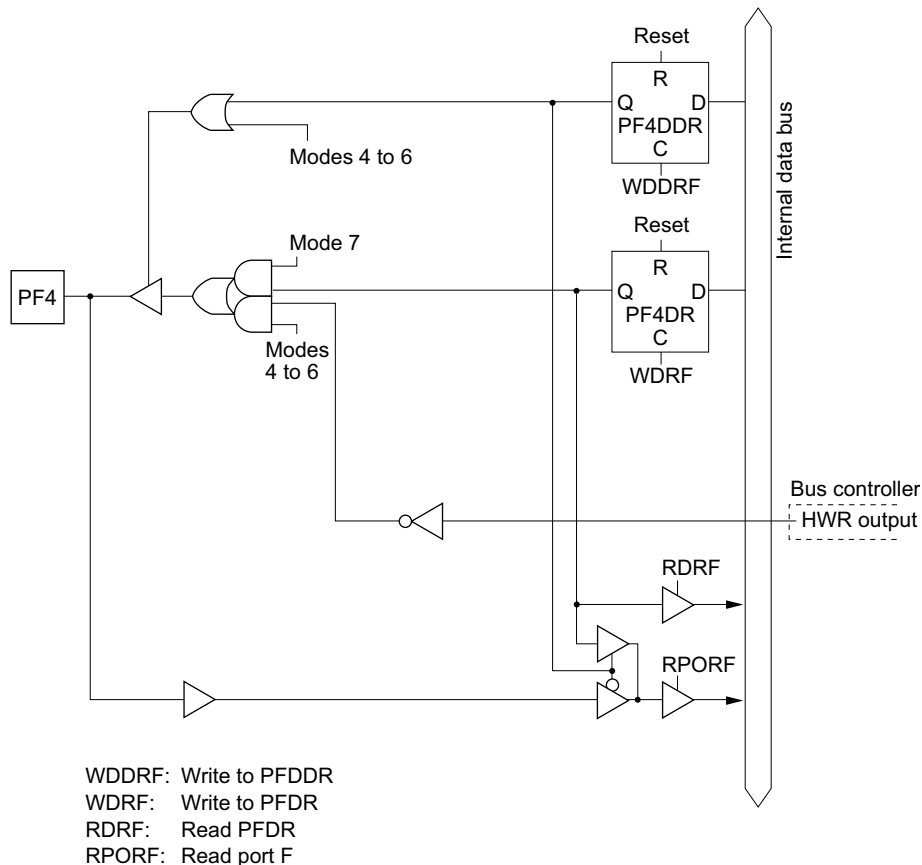 Reset
R
Q D
PF4DDR
C
WDDRF
Modes 4 to 6
Internal data bus
Reset
R
Q D
PF4DR
C
WDRF
Mode 7
PF4
Modes
4 to 6
Bus controller
HWR output
RDRF
RPORF
WDDRF: Write to PFDDR
WDRF: Write to PFDR
RDRF: Read PFDR
RPORF: Read port F